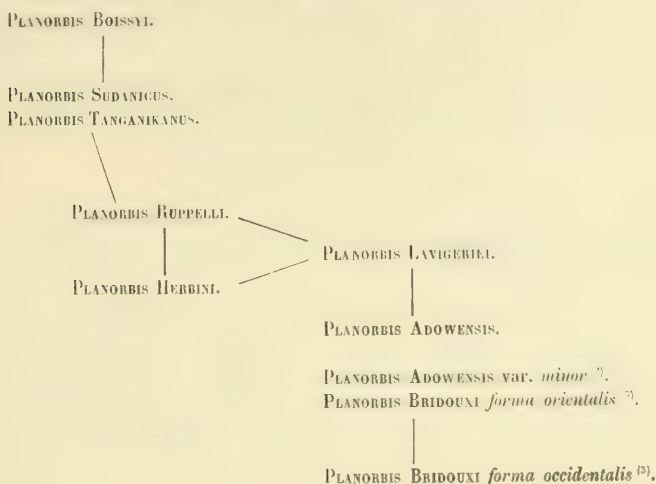 Planorbis Boissyi.
Planorbis Sudanicus.
Planorbis Tanganikanus.
Planorbis Ruppelli.
Planorbis Lavigeriei.
Planorbis Herbini.
Planorbis Adowensis.
Planorbis Adowensis var. minor
Planorbis Bridouxi forma orientalis
Planorbis Bridouxi forma occidentalis (3).